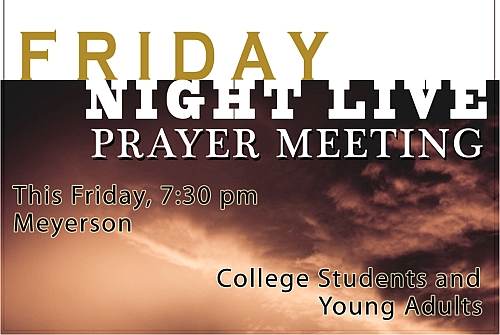 FRIDAY
NIGHT LIVE
PRAYER MEETING
This Friday, 7:30 pm
Meyerson
College Students and
Young Adults